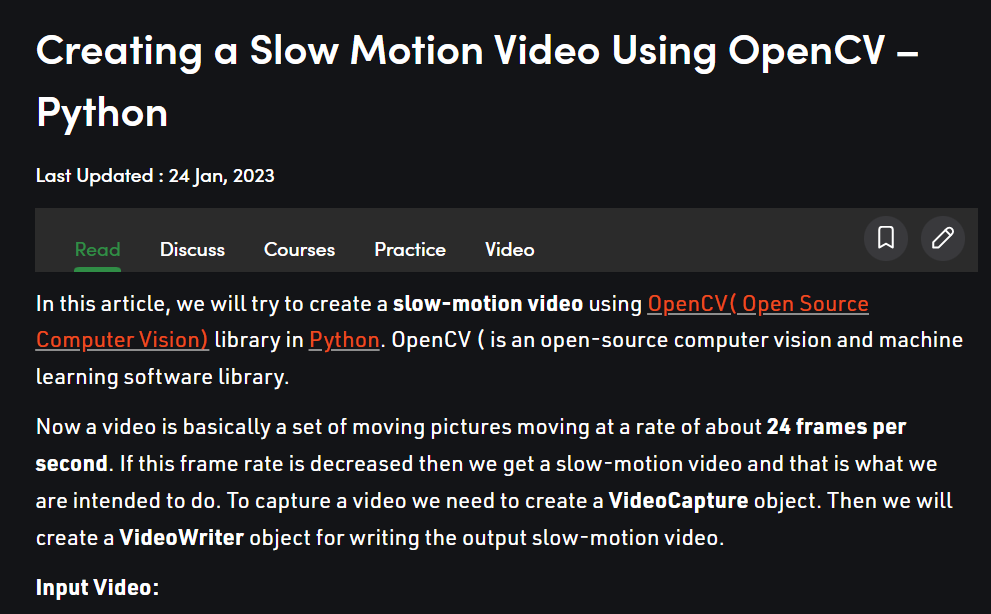 Creating a Slow Motion Video Using OpenCV –
Python
Last Updated : 24 Jan, 2023
Read Discuss Courses Practice Video
In this article, we will try to create a slow-motion video using OpenCV( Open Source
Computer Vision) library in Python. OpenCV ( is an open-source computer vision and machine
learning software library.
Now a video is basically a set of moving pictures moving at a rate of about 24 frames per
second. If this frame rate is decreased then we get a slow-motion video and that is what we
are intended to do. To capture a video we need to create a VideoCapture object. Then we will
create a VideoWriter object for writing the output slow-motion video.
Input Video: